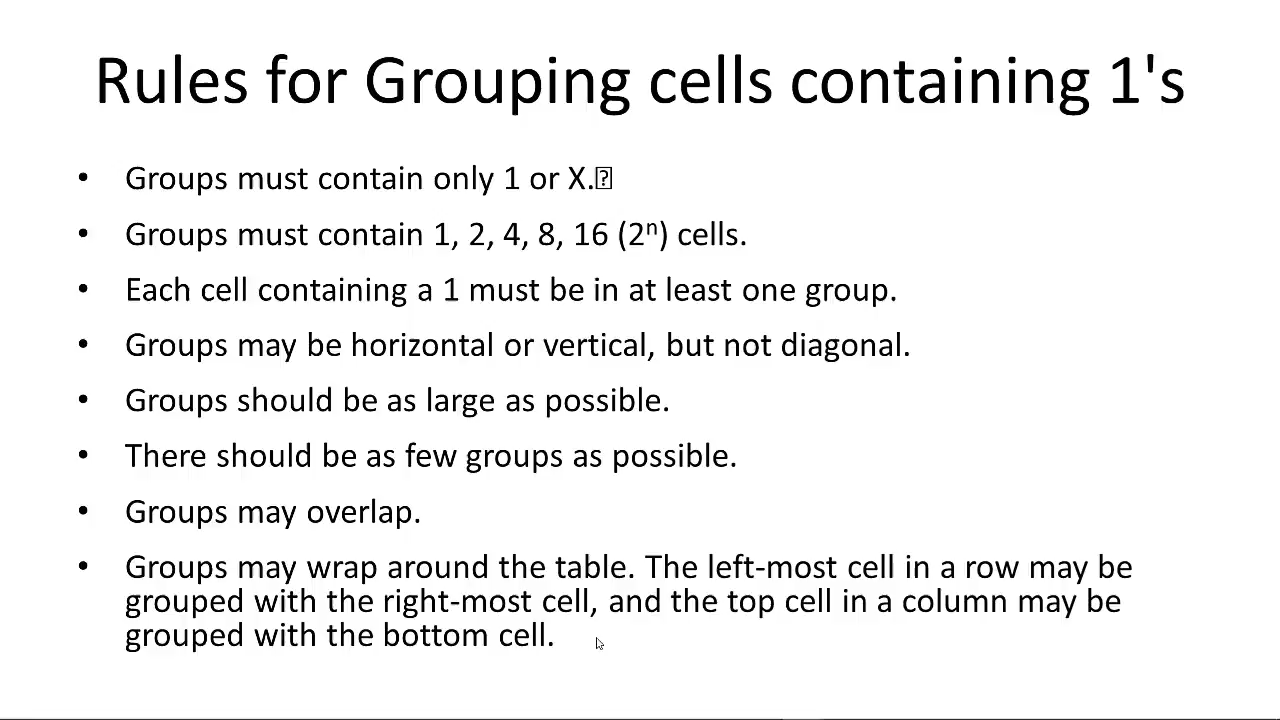 Rules for Grouping cells containing 1's
• Groups must contain only 1 or X.
• Groups must contain 1, 2, 4, 8, 16 (2ⁿ) cells.
• Each cell containing a 1 must be in at least one group.
• Groups may be horizontal or vertical, but not diagonal.
• Groups should be as large as possible.
• There should be as few groups as possible.
• Groups may overlap.
• Groups may wrap around the table. The left-most cell in a row may be
grouped with the right-most cell, and the top cell in a column may be
grouped with the bottom cell.